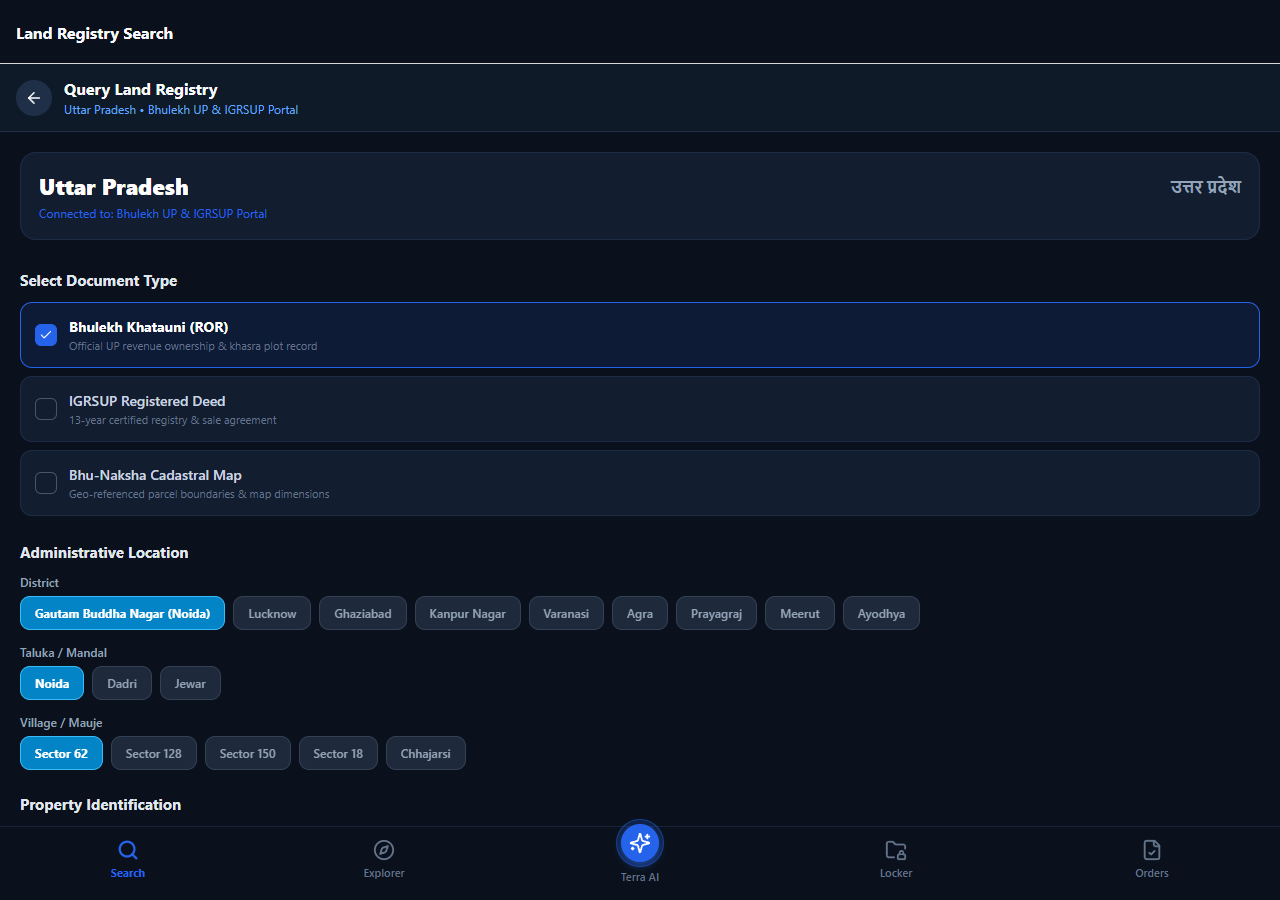 Land Registry Search
Query Land Registry
Uttar Pradesh • Bhulekh UP & IGRSUP Portal
Uttar Pradesh
उत्तर प्रदेश
Connected to: Bhulekh UP & IGRSUP Portal
Select Document Type
Bhulekh Khatauni (ROR)
Official UP revenue ownership & khasra plot record
IGRSUP Registered Deed
13-year certified registry & sale agreement
Bhu-Naksha Cadastral Map
Geo-referenced parcel boundaries & map dimensions
Administrative Location
District
Gautam Buddha Nagar (Noida) Lucknow Ghaziabad Kanpur Nagar Varanasi Agra Prayagraj Meerut Ayodhya
Taluka / Mandal
Noida Dadri Jewar
Village / Mauje
Sector 62 Sector 128 Sector 150 Sector 18 Chhajarsi
Property Identification
Search Explorer Terra AI Locker Orders